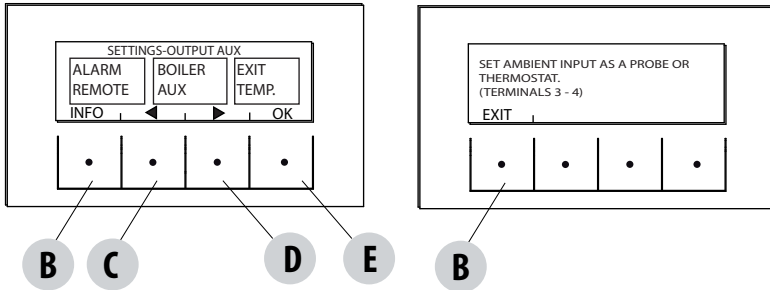 SETTINGS-OUTPUT AUX
ALARM REMOTE
BOILER AUX
EXIT TEMP.
INFO ◀ ▶ OK
B C D E
SET AMBIENT INPUT AS A PROBE OR
THERMOSTAT.
(TERMINALS 3 - 4)
EXIT
B